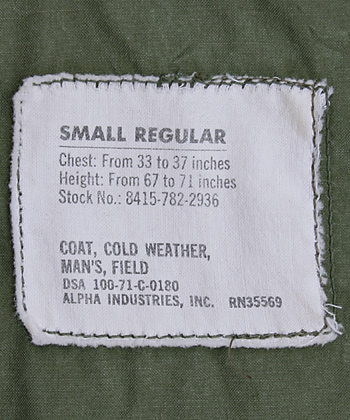 SMALL REGULAR
Chest: From 33 to 37 inches
Height: From 67 to 71 inches
Stock No.: 8415-782-2936
COAT, COLD WEATHER,
MAN'S, FIELD
DSA 100-71-C-0180
ALPHA INDUSTRIES, INC. RN35569